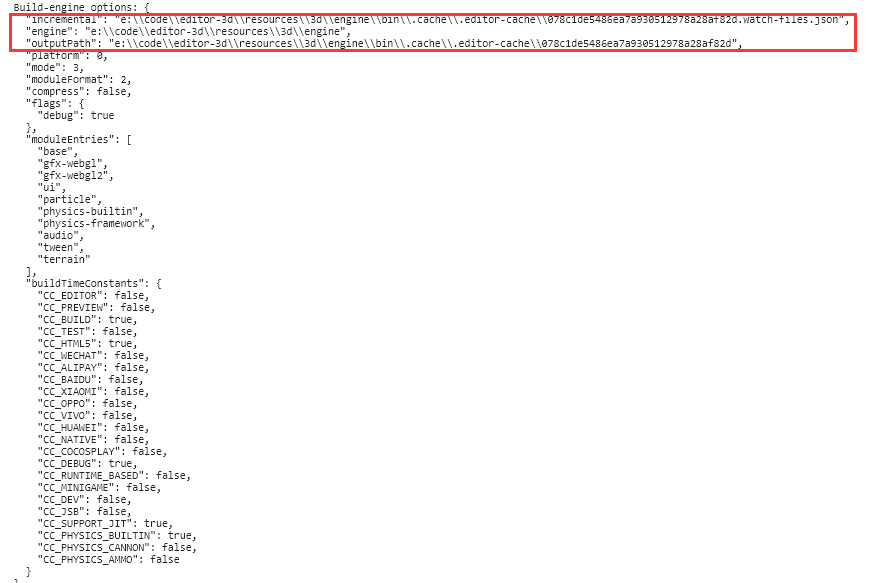 Build-engine options: {
"incremental": "e:\\code\\editor-3d\\resources\\3d\\engine\\bin\\.cache\\.editor-cache\\078c1de5486ea7a930512978a28af82d.watch-files.json",
"engine": "e:\\code\\editor-3d\\resources\\3d\\engine",
"outputPath": "e:\\code\\editor-3d\\resources\\3d\\engine\\bin\\.cache\\.editor-cache\\078c1de5486ea7a930512978a28af82d",
"platform": 0,
"mode": 3,
"moduleFormat": 2,
"compress": false,
"flags": {
"debug": true
},
"moduleEntries": [
"base",
"gfx-webgl",
"gfx-webgl2",
"ui",
"particle",
"physics-builtin",
"physics-framework",
"audio",
"tween",
"terrain"
],
"buildTimeConstants": {
"CC_EDITOR": false,
"CC_PREVIEW": false,
"CC_BUILD": true,
"CC_TEST": false,
"CC_HTML5": true,
"CC_WECHAT": false,
"CC_ALIPAY": false,
"CC_BAIDU": false,
"CC_XIAOMI": false,
"CC_OPPO": false,
"CC_VIVO": false,
"CC_HUAWEI": false,
"CC_NATIVE": false,
"CC_COCOSPLAY": false,
"CC_DEBUG": true,
"CC_RUNTIME_BASED": false,
"CC_MINIGAME": false,
"CC_DEV": false,
"CC_JSB": false,
"CC_SUPPORT_JIT": true,
"CC_PHYSICS_BUILTIN": true,
"CC_PHYSICS_CANNON": false,
"CC_PHYSICS_AMMO": false
}
}